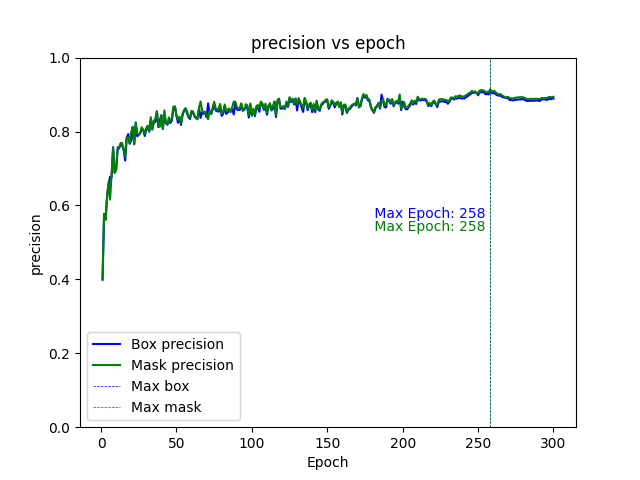 precision vs epoch
1.0
0.8
0.6
0.4
0.2
0.0
precision
Max Epoch: 258
Max Epoch: 258
Box precision
Mask precision
Max box
Max mask
0 50 100 150 200 250 300
Epoch